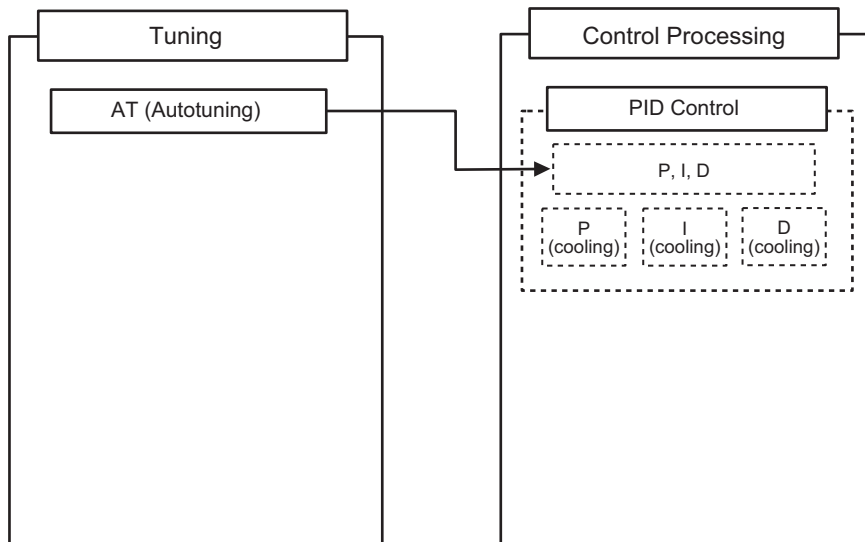 Tuning
Control Processing
AT (Autotuning)
PID Control
P, I, D
P
(cooling)
I
(cooling)
D
(cooling)